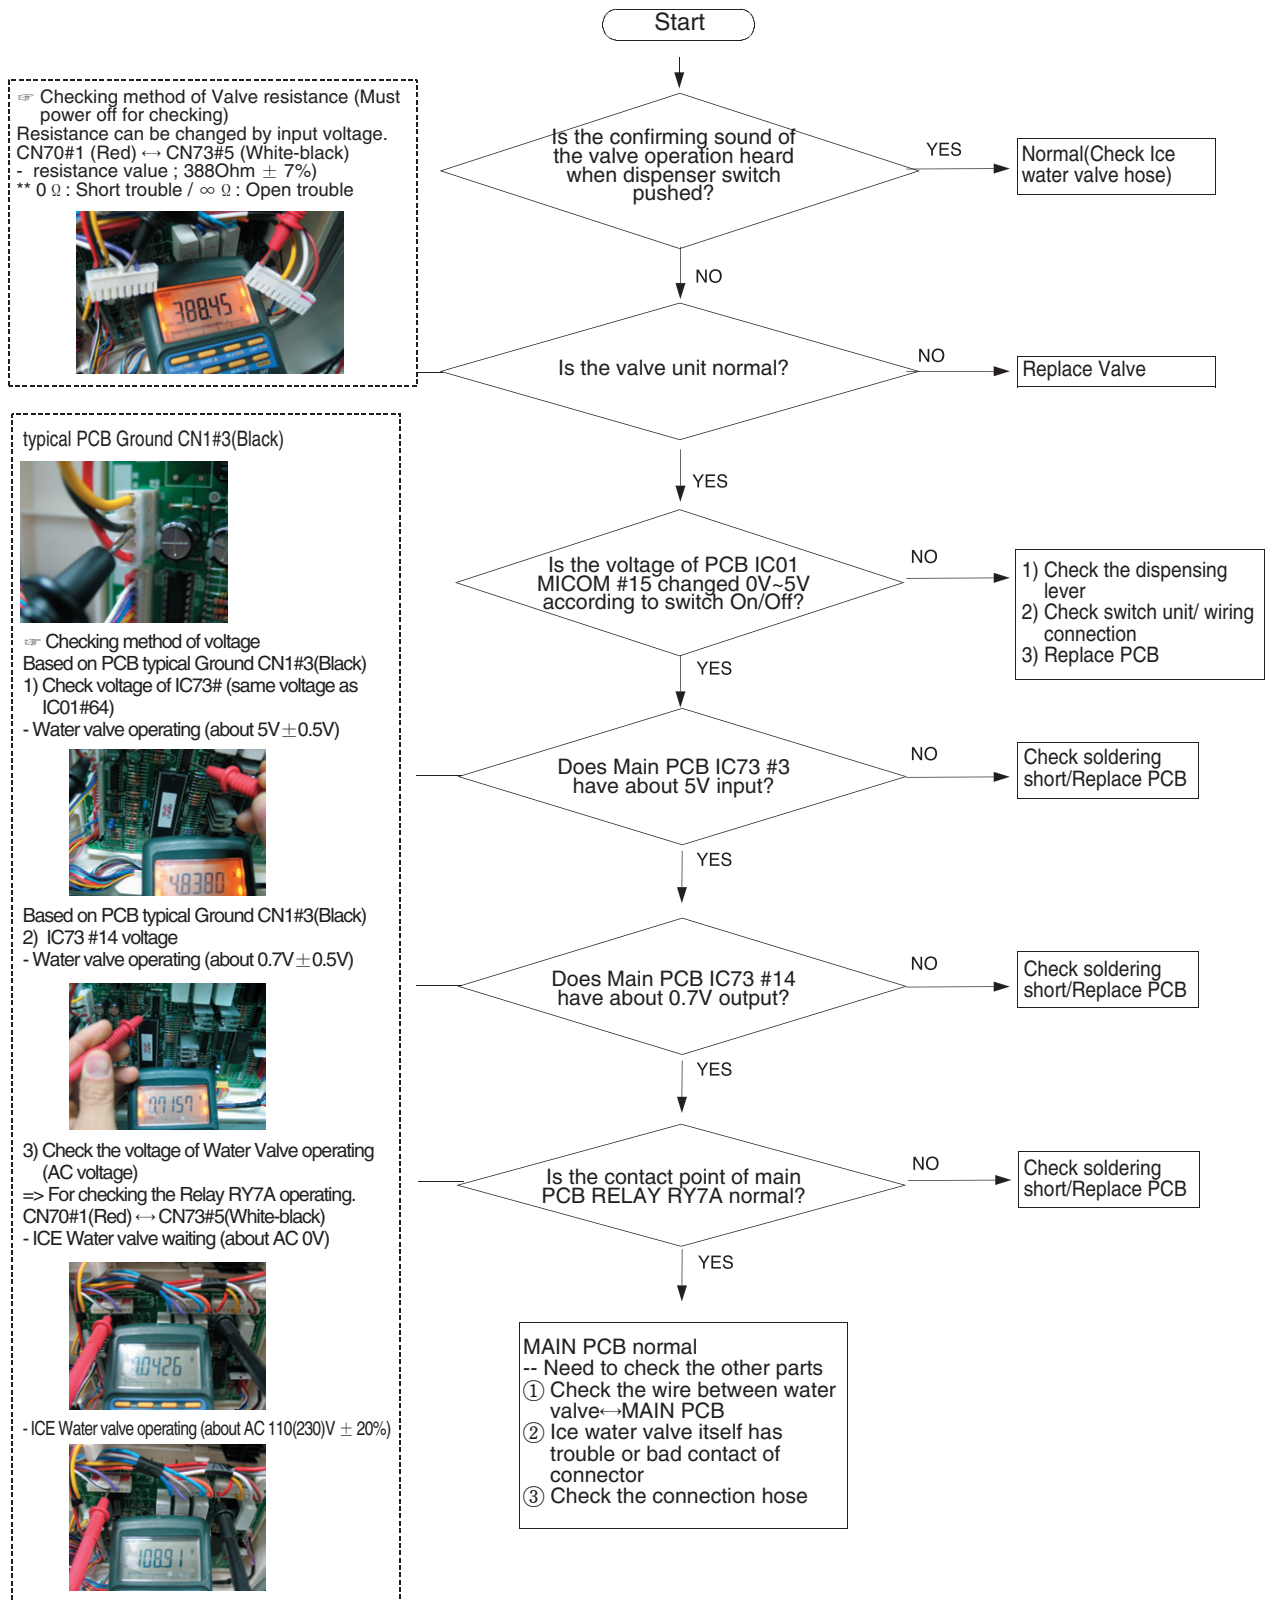 Start
☞ Checking method of Valve resistance (Must
power off for checking)
Resistance can be changed by input voltage.
CN70#1 (Red) ↔ CN73#5 (White-black)
- resistance value ; 388Ohm ± 7%)
** 0 Ω : Short trouble / ∞ Ω : Open trouble
388.45
Is the confirming sound of
the valve operation heard
when dispenser switch
pushed?
YES
Normal(Check Ice
water valve hose)
NO
Is the valve unit normal?
NO
Replace Valve
YES
typical PCB Ground CN1#3(Black)
☞ Checking method of voltage
Based on PCB typical Ground CN1#3(Black)
1) Check voltage of IC73# (same voltage as
IC01#64)
- Water valve operating (about 5V±0.5V)
4.8380
Based on PCB typical Ground CN1#3(Black)
2) IC73 #14 voltage
- Water valve operating (about 0.7V±0.5V)
0.7157
3) Check the voltage of Water Valve operating
(AC voltage)
=> For checking the Relay RY7A operating.
CN70#1(Red) ↔ CN73#5(White-black)
- ICE Water valve waiting (about AC 0V)
- ICE Water valve operating (about AC 110(230)V ± 20%)
108.91
Is the voltage of PCB IC01
MICOM #15 changed 0V~5V
according to switch On/Off?
NO
1) Check the dispensing
lever
2) Check switch unit/ wiring
connection
3) Replace PCB
YES
Does Main PCB IC73 #3
have about 5V input?
NO
Check soldering
short/Replace PCB
YES
Does Main PCB IC73 #14
have about 0.7V output?
NO
Check soldering
short/Replace PCB
YES
Is the contact point of main
PCB RELAY RY7A normal?
NO
Check soldering
short/Replace PCB
YES
MAIN PCB normal
-- Need to check the other parts
① Check the wire between water
valve↔MAIN PCB
② Ice water valve itself has
trouble or bad contact of
connector
③ Check the connection hose